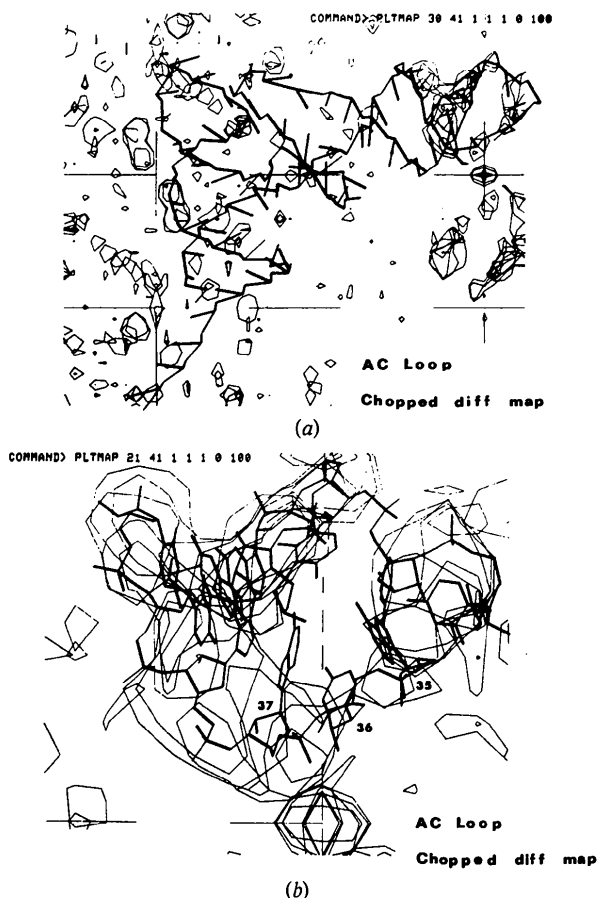 COMMAND> PLTMAP 30 41 1 1 1 0 100
AC Loop
Chopped diff map
(a)
COMMAND> PLTMAP 21 41 1 1 1 0 100
37
36
35
AC Loop
Chopped diff map
(b)